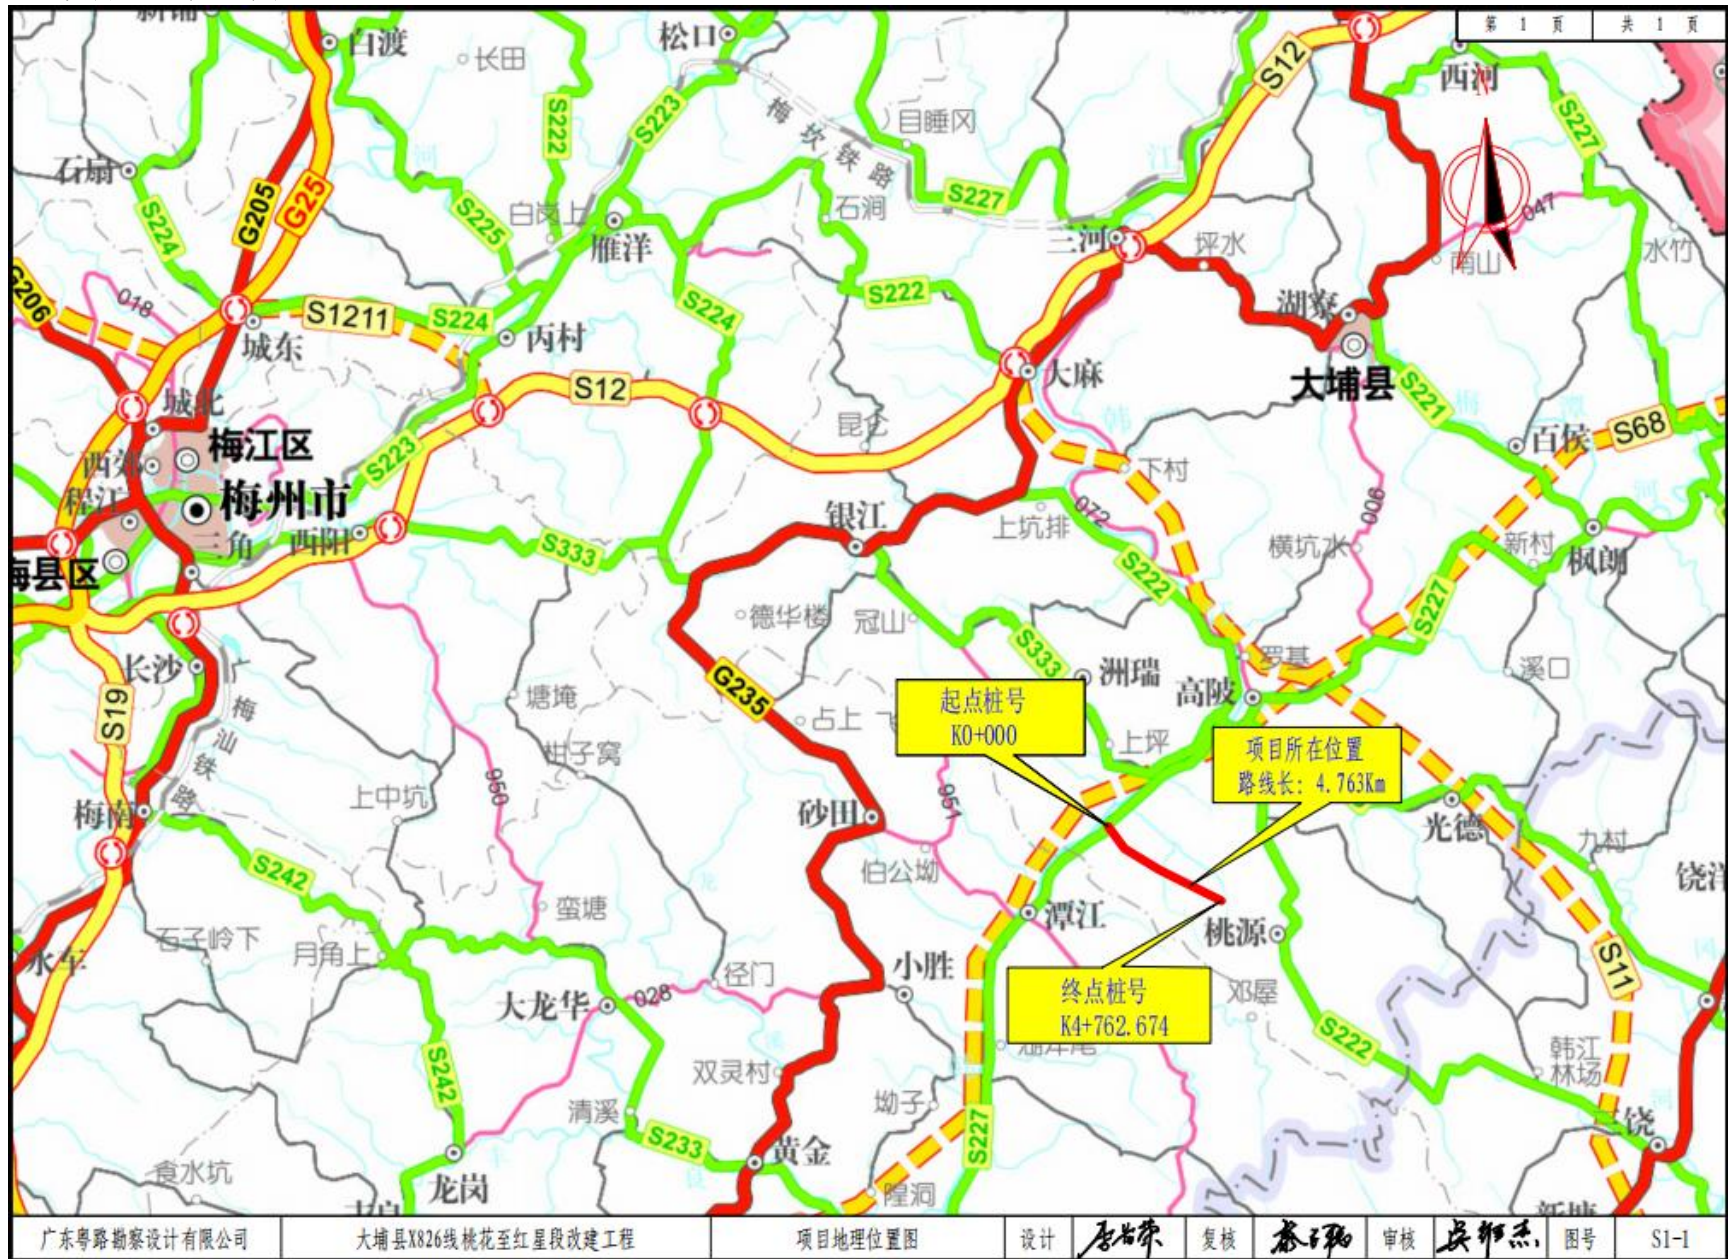 第 1 页 共 1 页
白渡
长田
松口
S12
西河
N
S222
S223
梅坎铁路
目睡冈
江
S227
石扇
G205
G25
S224
S225
白岗上
雁洋
石涧
S227
三河
坪水
047
南山
水竹
G206
018
S1211
S224
城东
丙村
S224
S222
湖寮
大麻
大埔县
S221
城北
梅江区
S12
昆仑
韩
梅
潭
河
百侯
S68
西郊
S223
程江
梅州市
三角
西阳
银江
上坑排
072
下村
006
横坑水
新村
枫朗
S333
梅县区
S222
S227
德华楼
冠山
S333
洲瑞
罗基
高陂
溪口
长沙
S19
梅汕铁路
塘埯
G235
占上
起点桩号
K0+000
上坪
项目所在位置
路线长: 4.763Km
柑子窝
950
951
上中坑
梅南
砂田
伯公坳
光德
九村
S242
蛮塘
潭江
桃源
石子岭下
月角上
水车
径门
小胜
终点桩号
K4+762.674
邓屋
S11
大龙华
028
S222
韩江
林场
S242
双灵村
清溪
坳子
S233
S227
三饶
食水坑
龙岗
黄金
隍洞
广东粤路勘察设计有限公司 大埔县X826线桃花至红星段改建工程 项目地理位置图 设计 复核 审核 图号 S1-1